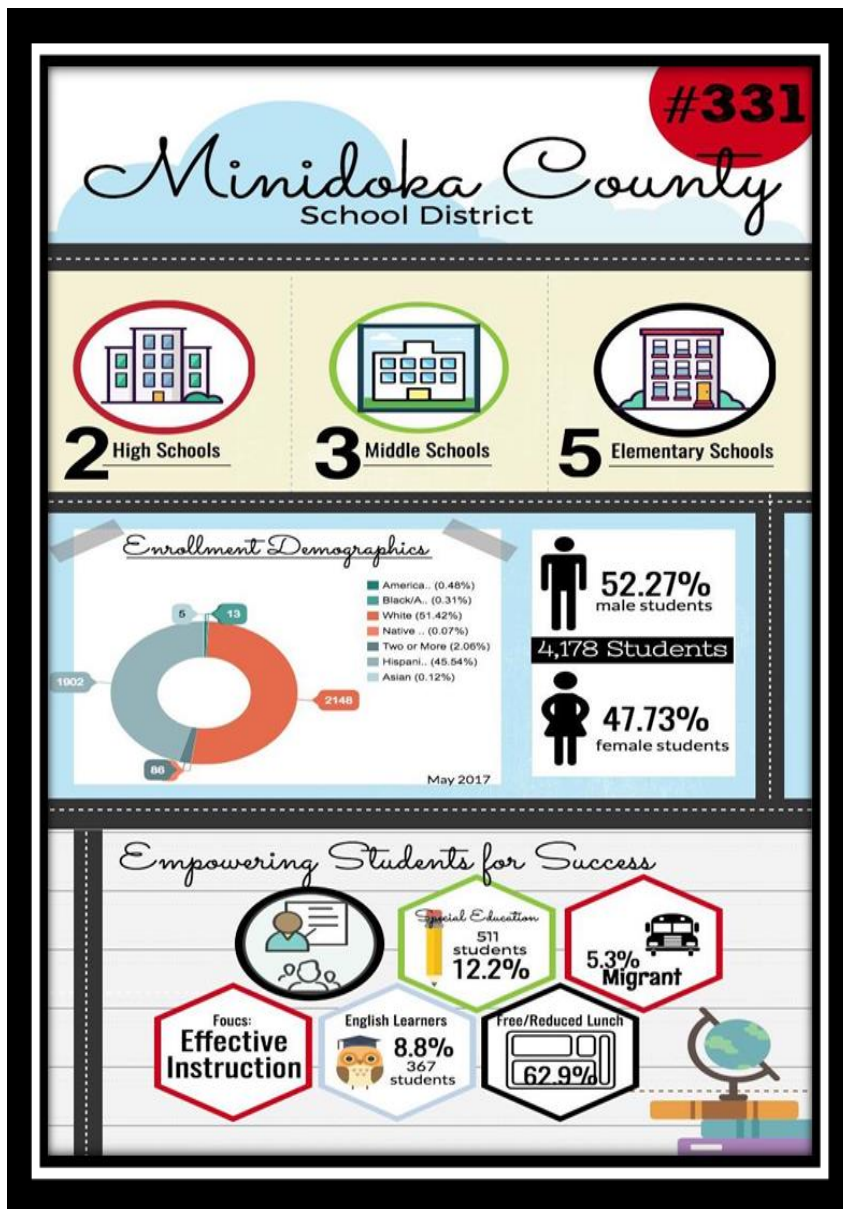 #331
Minidoka County
School District
2 High Schools
3 Middle Schools
5 Elementary Schools
Enrollment Demographics
America.. (0.48%)
Black/A.. (0.31%)
White (51.42%)
Native .. (0.07%)
Two or More (2.06%)
Hispani.. (45.54%)
Asian (0.12%)
5
13
1902
2148
86
May 2017
52.27%
male students
4,178 Students
47.73%
female students
Empowering Students for Success
Special Education
511
students
12.2%
5.3%
Migrant
Foucs:
Effective
Instruction
English Learners
8.8%
367
students
Free/Reduced Lunch
62.9%